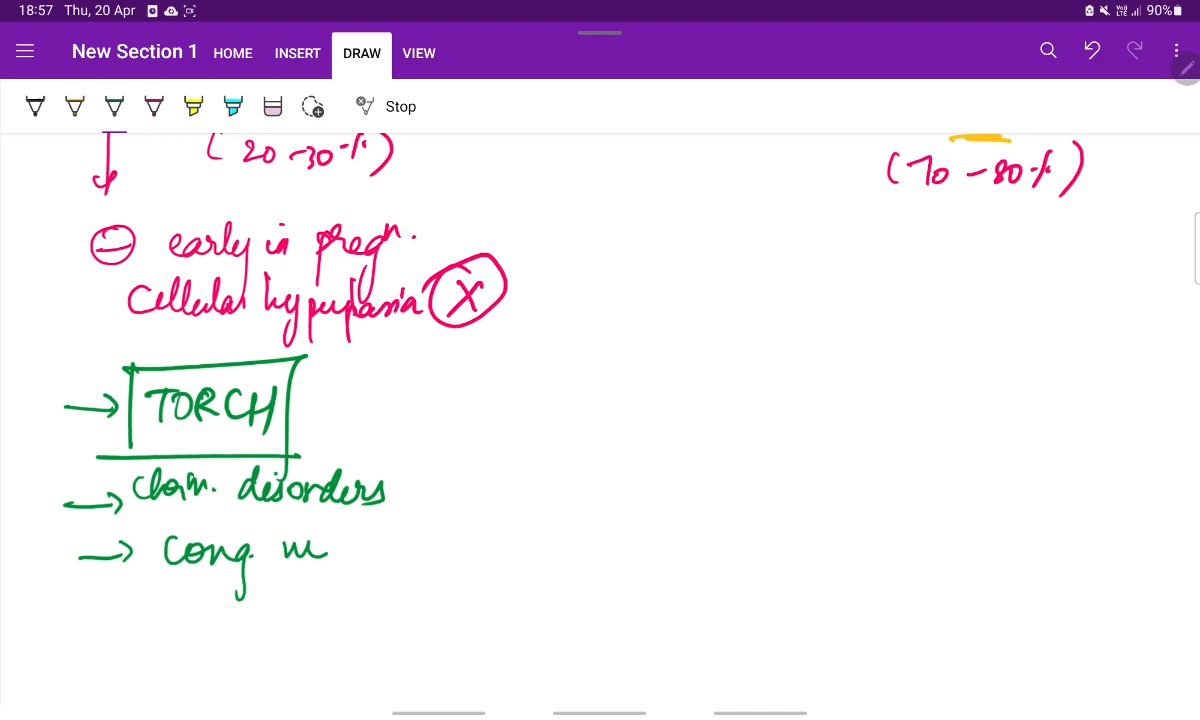 18:57 Thu, 20 Apr 90%
New Section 1 HOME INSERT DRAW VIEW
Stop
(20-30%) (70-80%)
early in pregn.
Cellular hyperplasia X
→ TORCH
→ Chrm. disorders
→ Cong. m